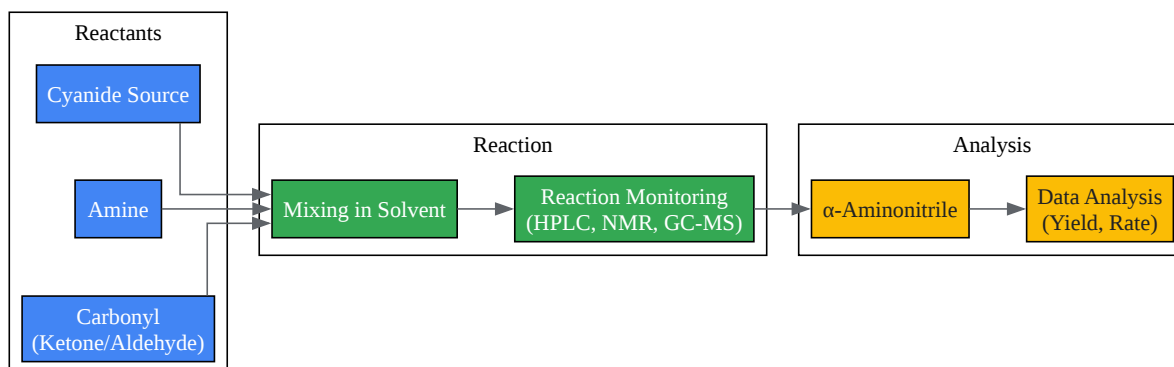 Reactants
Cyanide Source
Amine
Carbonyl
(Ketone/Aldehyde)
Reaction
Mixing in Solvent
Reaction Monitoring
(HPLC, NMR, GC-MS)
Analysis
α-Aminonitrile
Data Analysis
(Yield, Rate)